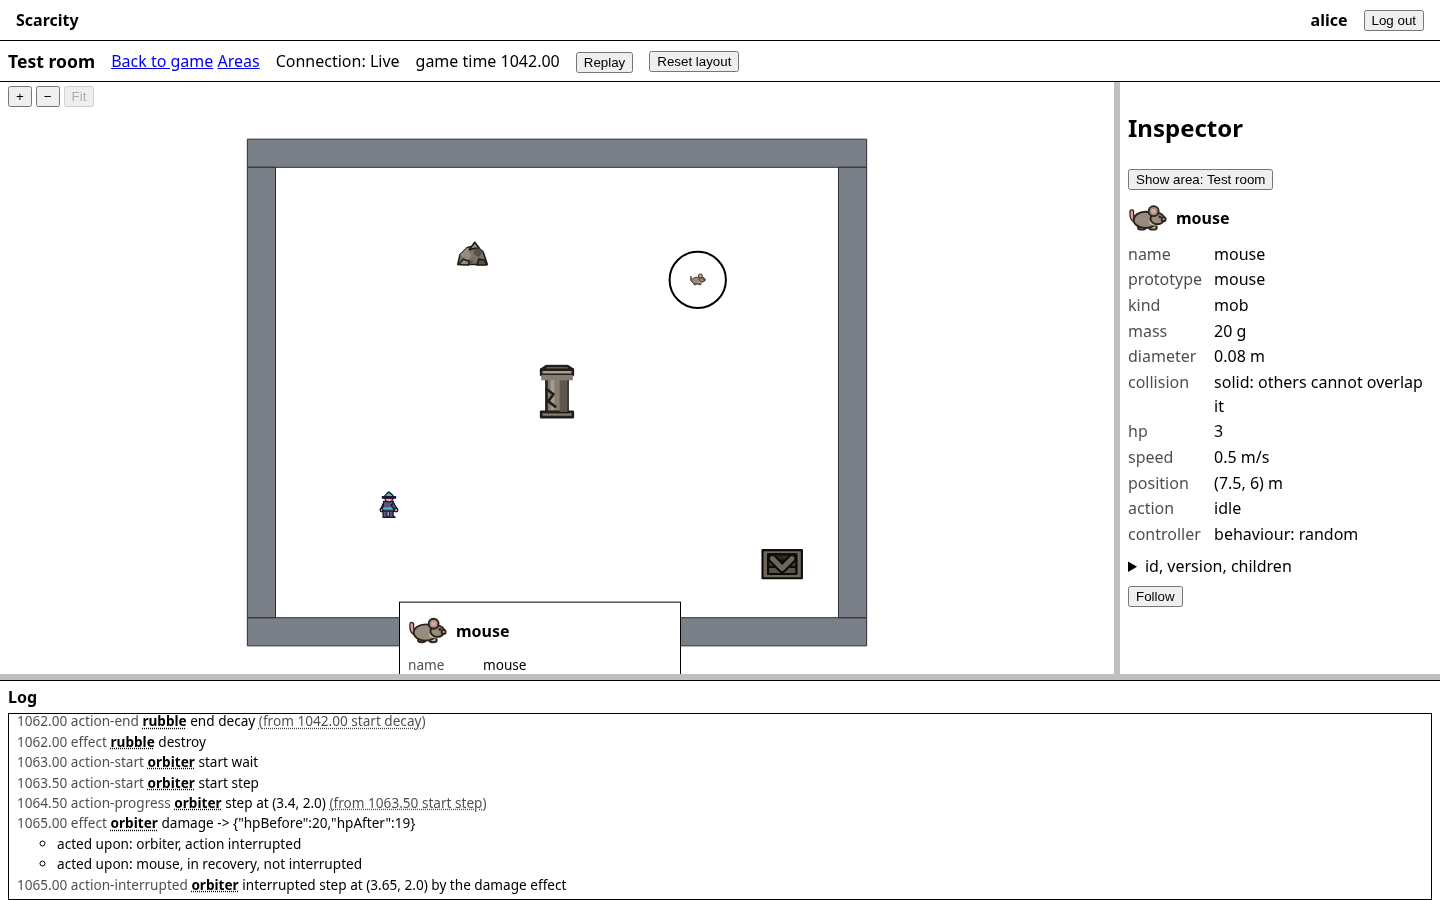 Scarcity alice Log out
Test room Back to game Areas Connection: Live game time 1042.00 Replay Reset layout
+ − Fit
Inspector
Show area: Test room
mouse
name mouse
prototype mouse
kind mob
mass 20 g
diameter 0.08 m
collision solid: others cannot overlap
it
hp 3
speed 0.5 m/s
position (7.5, 6) m
action idle
controller behaviour: random
id, version, children
Follow
mouse
name mouse
Log
1062.00 action-end rubble end decay (from 1042.00 start decay)
1062.00 effect rubble destroy
1063.00 action-start orbiter start wait
1063.50 action-start orbiter start step
1064.50 action-progress orbiter step at (3.4, 2.0) (from 1063.50 start step)
1065.00 effect orbiter damage -> {"hpBefore":20,"hpAfter":19}
acted upon: orbiter, action interrupted
acted upon: mouse, in recovery, not interrupted
1065.00 action-interrupted orbiter interrupted step at (3.65, 2.0) by the damage effect